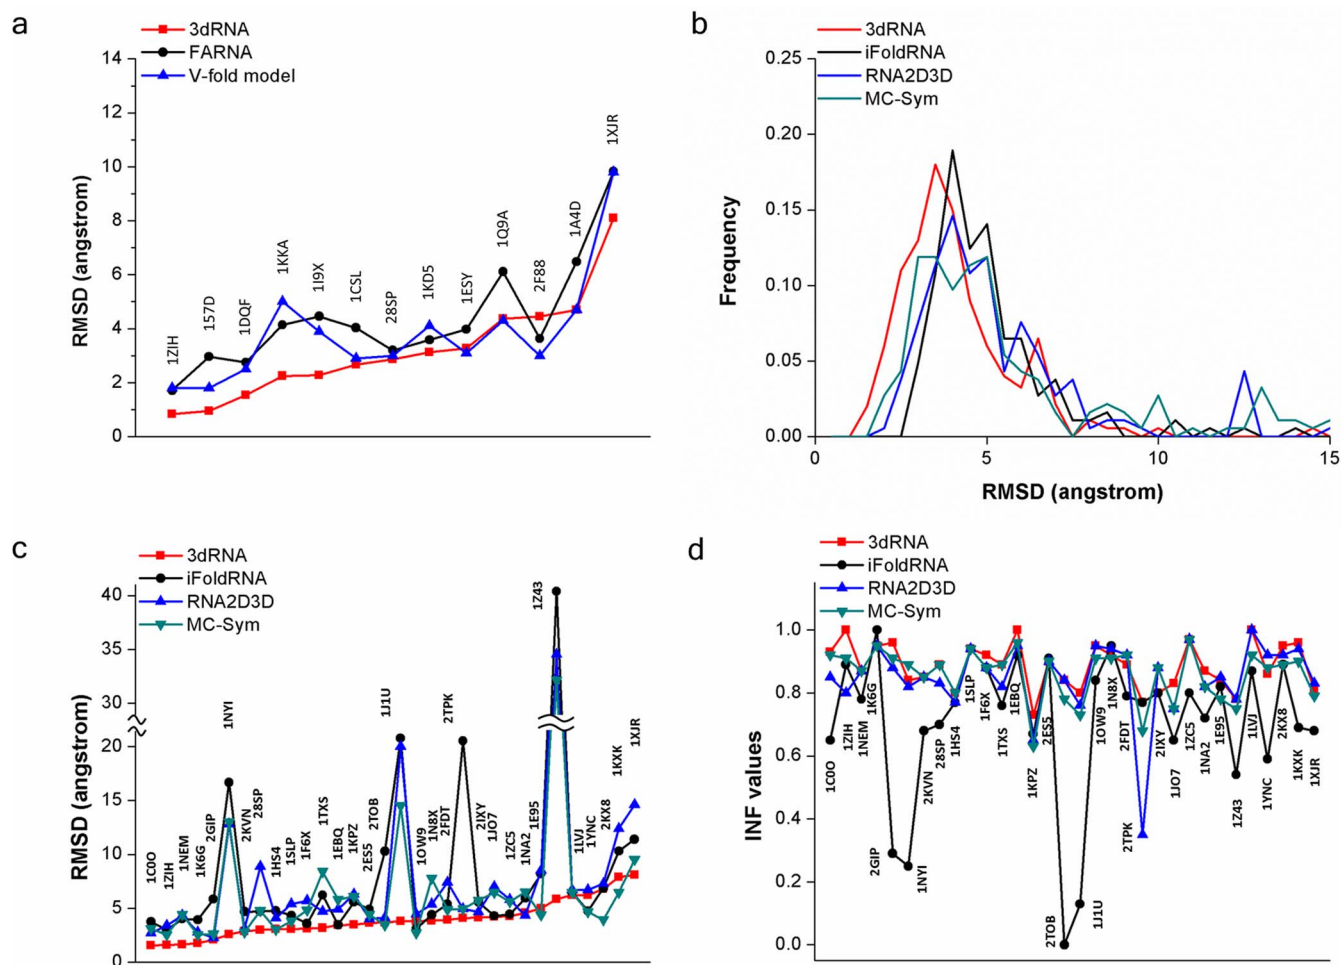 a
3dRNA
FARNA
V-fold model
14
12
10
8
6
4
2
0
RMSD (angstrom)
1ZIH
157D
1DQF
1KKA
1I9X
1CSL
28SP
1KD5
1ESY
1Q9A
2F88
1A4D
1XJR
b
3dRNA
iFoldRNA
RNA2D3D
MC-Sym
0.25
0.20
0.15
0.10
0.05
0.00
Frequency
0
5
10
15
RMSD (angstrom)
c
3dRNA
iFoldRNA
RNA2D3D
MC-Sym
40
35
30
20
15
10
5
0
RMSD (angstrom)
1C0O
1ZIH
1NEM
1K6G
2GIP
1NYI
2KVN
28SP
1HS4
1SLP
1F6X
1TXS
1EBQ
1KPZ
2ES5
2TOB
1J1U
1OW9
1N8X
2FDT
2TPK
2IXY
1JO7
1ZC5
1NA2
1E95
1Z43
1LVJ
1YNC
2KX8
1KXK
1XJR
d
3dRNA
iFoldRNA
RNA2D3D
MC-Sym
1.0
0.8
0.6
0.4
0.2
0.0
INF values
1C0O
1ZIH
1NEM
1K6G
2GIP
1NYI
2KVN
28SP
1HS4
1SLP
1F6X
1TXS
1EBQ
1KPZ
2ES5
2TOB
1J1U
1OW9
1N8X
2FDT
2TPK
2IXY
1JO7
1ZC5
1NA2
1E95
1Z43
1LVJ
1YNC
2KX8
1KXK
1XJR